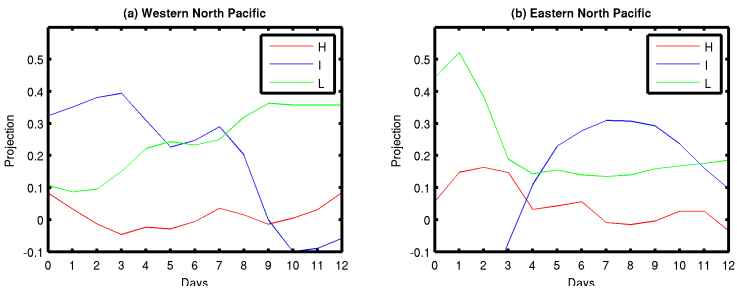 (a) Western North Pacific
H
I
L
0.5
0.4
0.3
0.2
0.1
0
-0.1
Projection
0 1 2 3 4 5 6 7 8 9 10 11 12
Days
(b) Eastern North Pacific
H
I
L
0.5
0.4
0.3
0.2
0.1
0
-0.1
Projection
0 1 2 3 4 5 6 7 8 9 10 11 12
Days